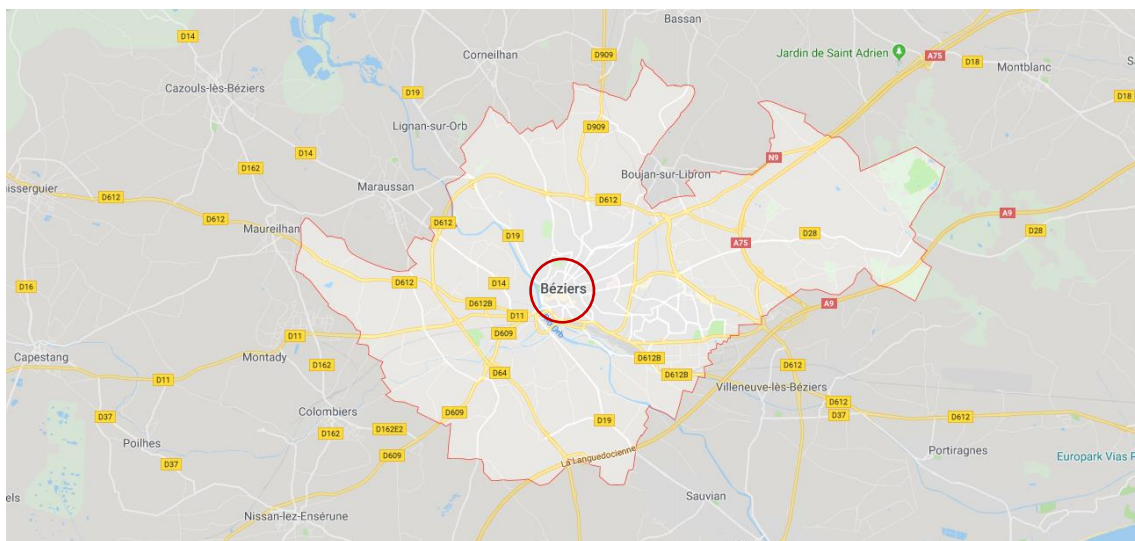 Bassan
D14
Corneilhan
D909
Jardin de Saint Adrien
A75
D18
Montblanc
Cazouls-lès-Béziers
D19
D18
Lignan-sur-Orb
D909
D14
N9
D162
Boujan-sur-Libron
isserguier
Maraussan
D612
D612
D612
D612
A9
Maureilhan
D19
D28
D28
A75
D16
D612
D14
Béziers
D612B
A9
D11
L'Orb
D11
D609
Capestang
Montady
D612B
D162
D64
D612B
D612
D11
Villeneuve-lès-Béziers
D612
Colombiers
D609
D37
D37
D19
D612
D162
D162E2
Poilhes
D609
La Languedocienne
Portiragnes
D37
Europark Vias P
els
Sauvian
Nissan-lez-Ensérune